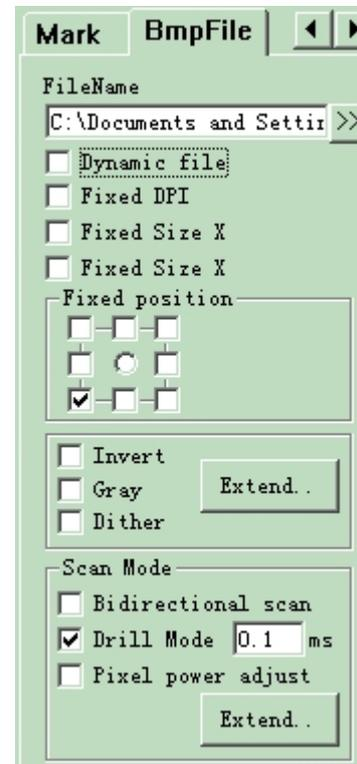 Mark BmpFile
FileName
C:\Documents and Settir >>
Dynamic file
Fixed DPI
Fixed Size X
Fixed Size X
Fixed position
Invert
Gray
Extend..
Dither
Scan Mode
Bidirectional scan
Drill Mode 0.1 ms
Pixel power adjust
Extend..